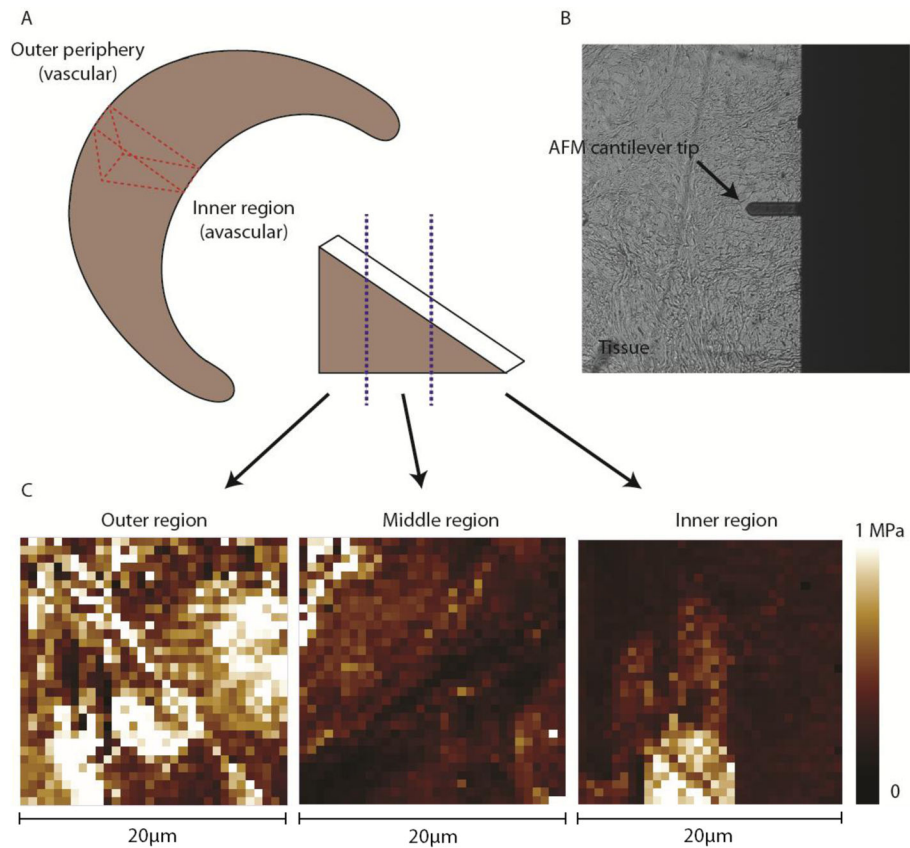 A
Outer periphery
(vascular)
Inner region
(avascular)
B
AFM cantilever tip
Tissue
C
Outer region
Middle region
Inner region
1 MPa
0
20µm
20µm
20µm